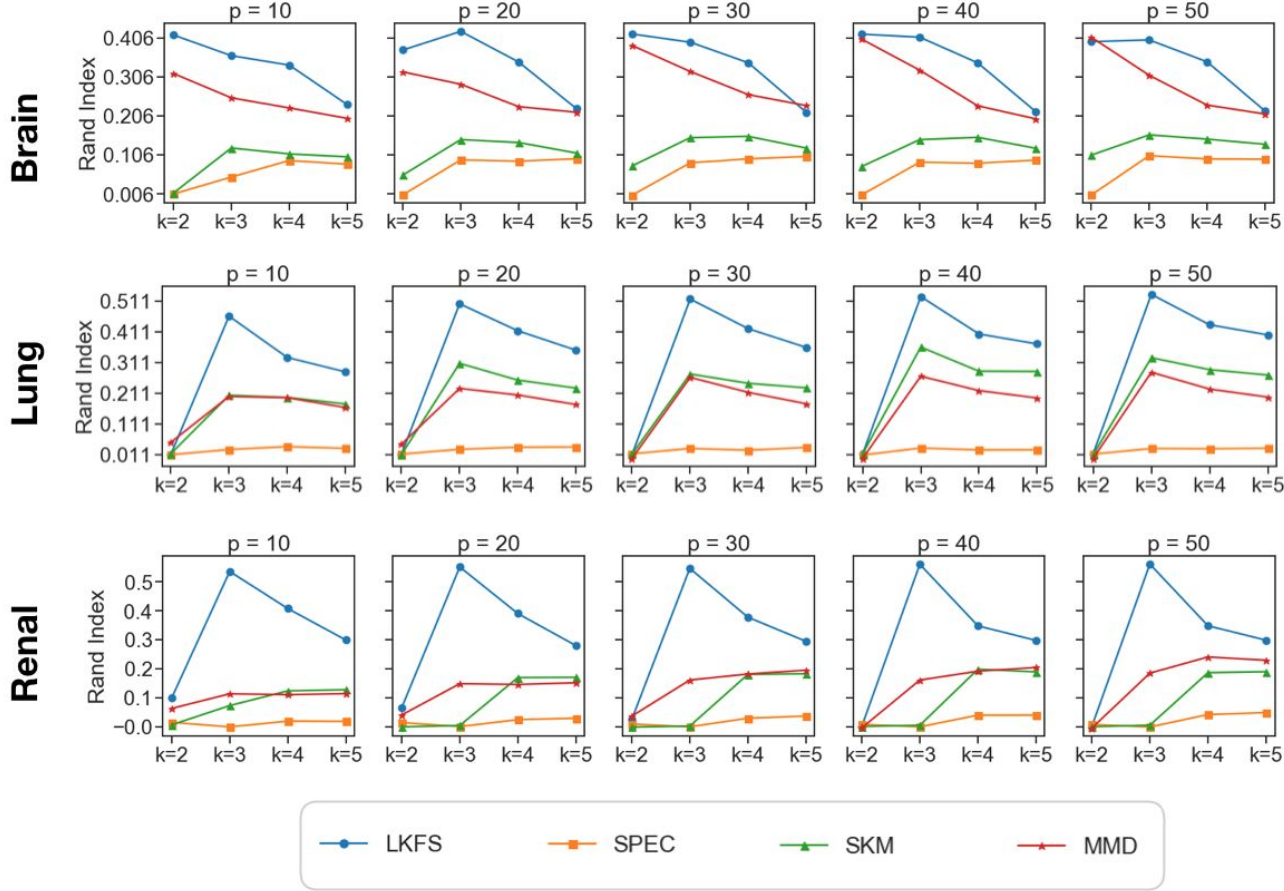 p = 10 p = 20 p = 30 p = 40 p = 50
Brain
Rand Index
0.406
0.306
0.206
0.106
0.006
k=2 k=3 k=4 k=5 k=2 k=3 k=4 k=5 k=2 k=3 k=4 k=5 k=2 k=3 k=4 k=5 k=2 k=3 k=4 k=5
p = 10 p = 20 p = 30 p = 40 p = 50
Lung
Rand Index
0.511
0.411
0.311
0.211
0.111
0.011
k=2 k=3 k=4 k=5 k=2 k=3 k=4 k=5 k=2 k=3 k=4 k=5 k=2 k=3 k=4 k=5 k=2 k=3 k=4 k=5
p = 10 p = 20 p = 30 p = 40 p = 50
Renal
Rand Index
0.5
0.4
0.3
0.2
0.1
−0.0
k=2 k=3 k=4 k=5 k=2 k=3 k=4 k=5 k=2 k=3 k=4 k=5 k=2 k=3 k=4 k=5 k=2 k=3 k=4 k=5
LKFS SPEC SKM MMD